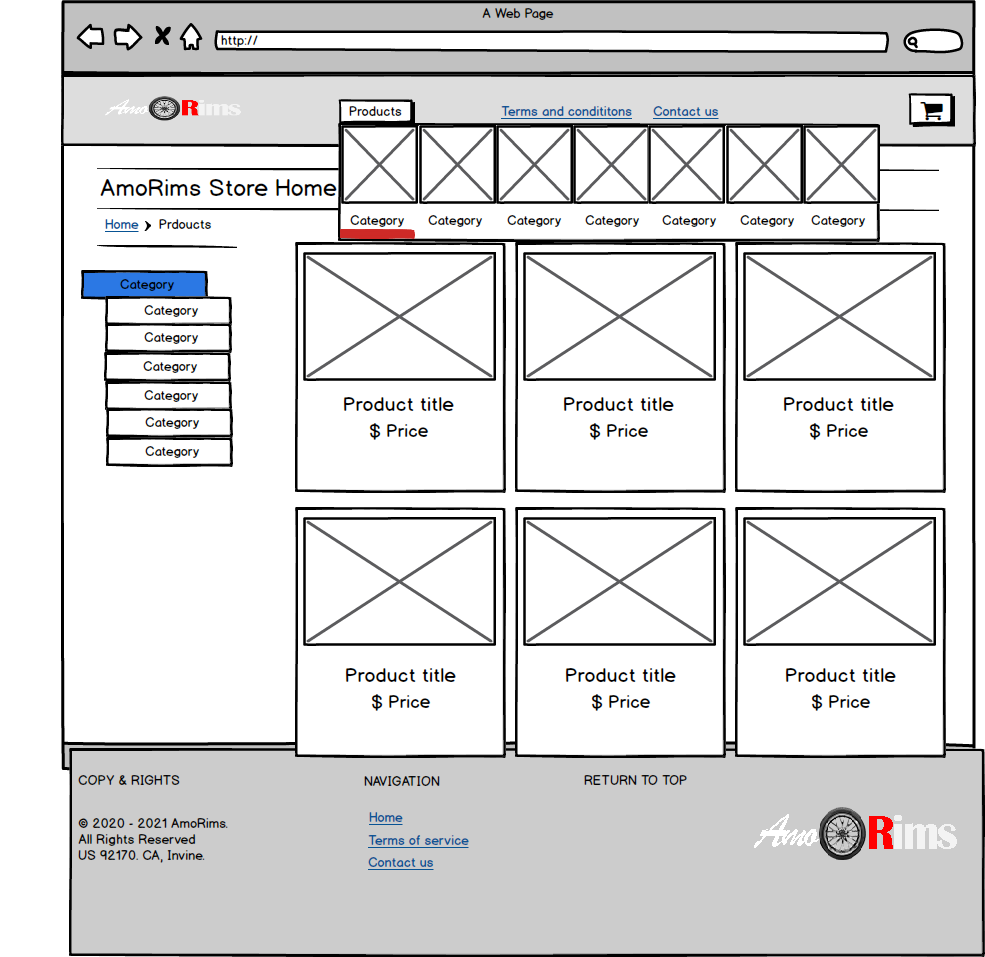 A Web Page
http://
AmoRims
Products
Terms and condititons
Contact us
Category Category Category Category Category Category Category
AmoRims Store Home
Home
Prdoucts
Category
Category
Category
Category
Category
Category
Category
Product title Product title Product title
$ Price $ Price $ Price
Product title Product title Product title
$ Price $ Price $ Price
COPY & RIGHTS
© 2020 - 2021 AmoRims.
All Rights Reserved
US 92170. CA, Invine.
NAVIGATION
Home
Terms of service
Contact us
RETURN TO TOP
AmoRims